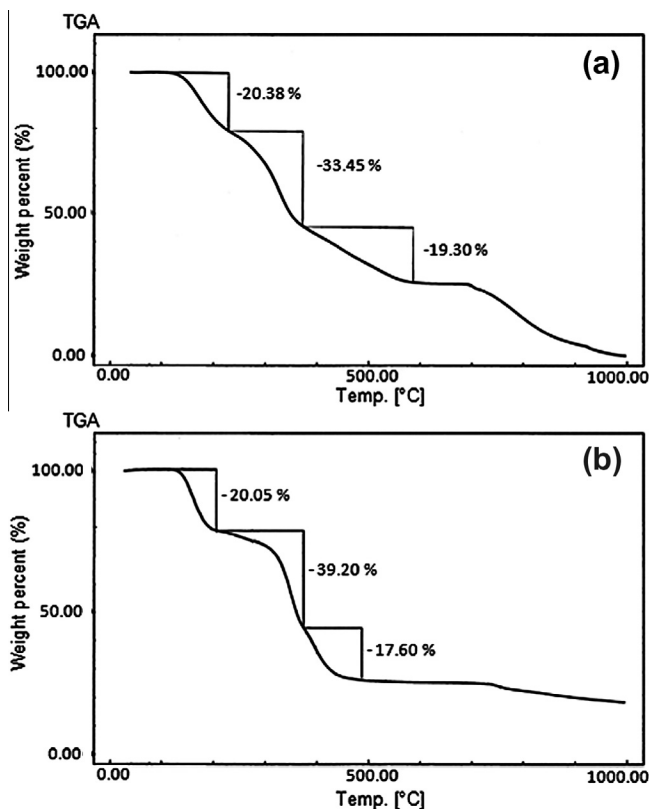 TGA
(a)
100.00
-20.38 %
-33.45 %
Weight percent (%)
50.00
-19.30 %
0.00
0.00 500.00 1000.00
Temp. [°C]
TGA
(b)
100.00
-20.05 %
-39.20 %
Weight percent (%)
50.00
-17.60 %
0.00
0.00 500.00 1000.00
Temp. [°C]